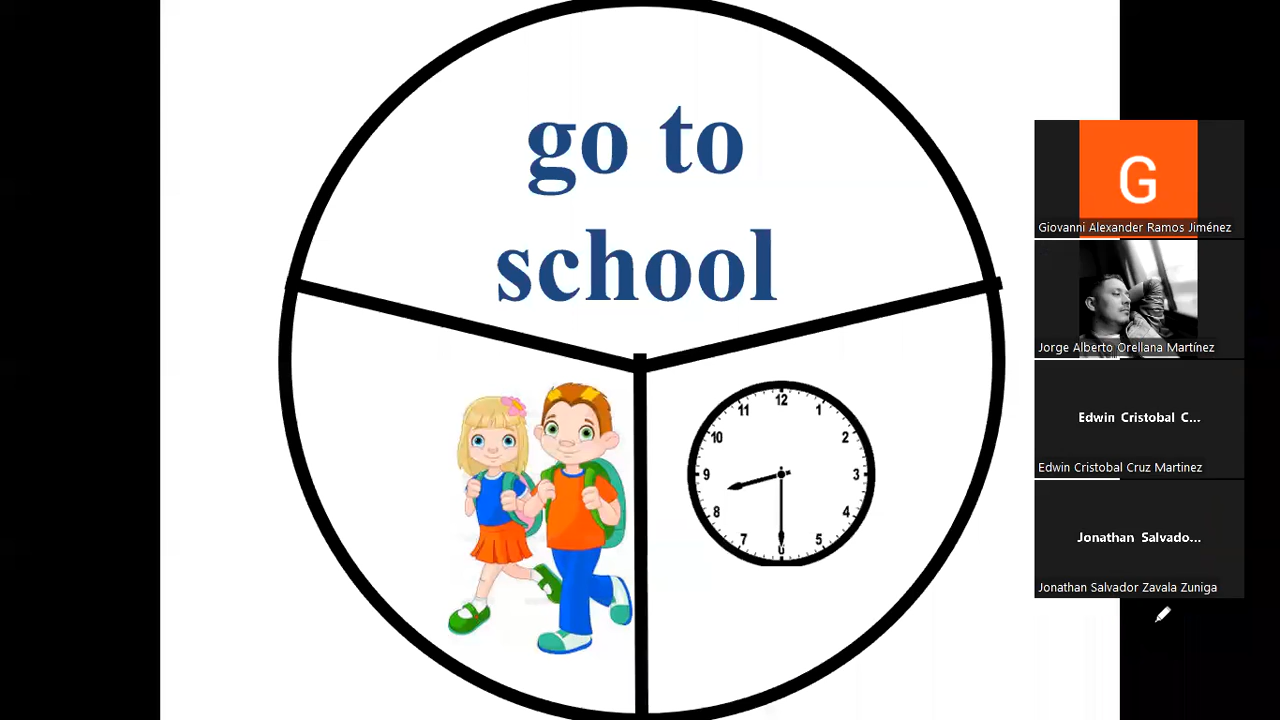 go to
school
12
11
1
10
2
9
3
8
4
7
5
6
G
Giovanni Alexander Ramos Jiménez
Jorge Alberto Orellana Martínez
Edwin Cristobal C...
Edwin Cristobal Cruz Martinez
Jonathan Salvado...
Jonathan Salvador Zavala Zuniga